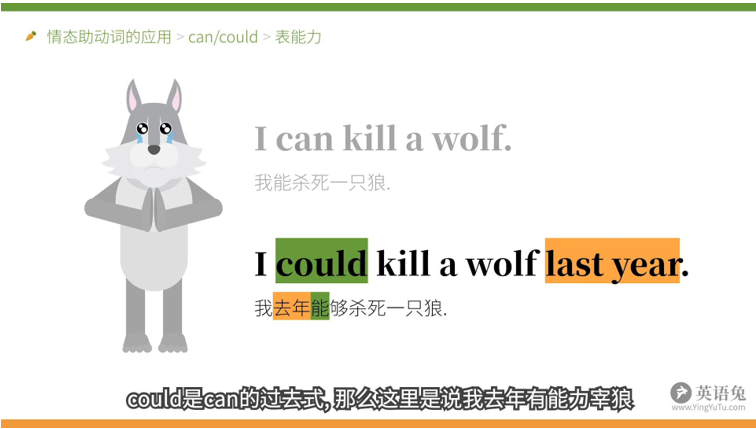 情态助动词的应用 > can/could > 表能力
I can kill a wolf.
我能杀死一只狼.
I could kill a wolf last year.
我去年能够杀死一只狼.
could是can的过去式, 那么这里是说我去年有能力宰狼
英语兔
www.YingYuTu.com